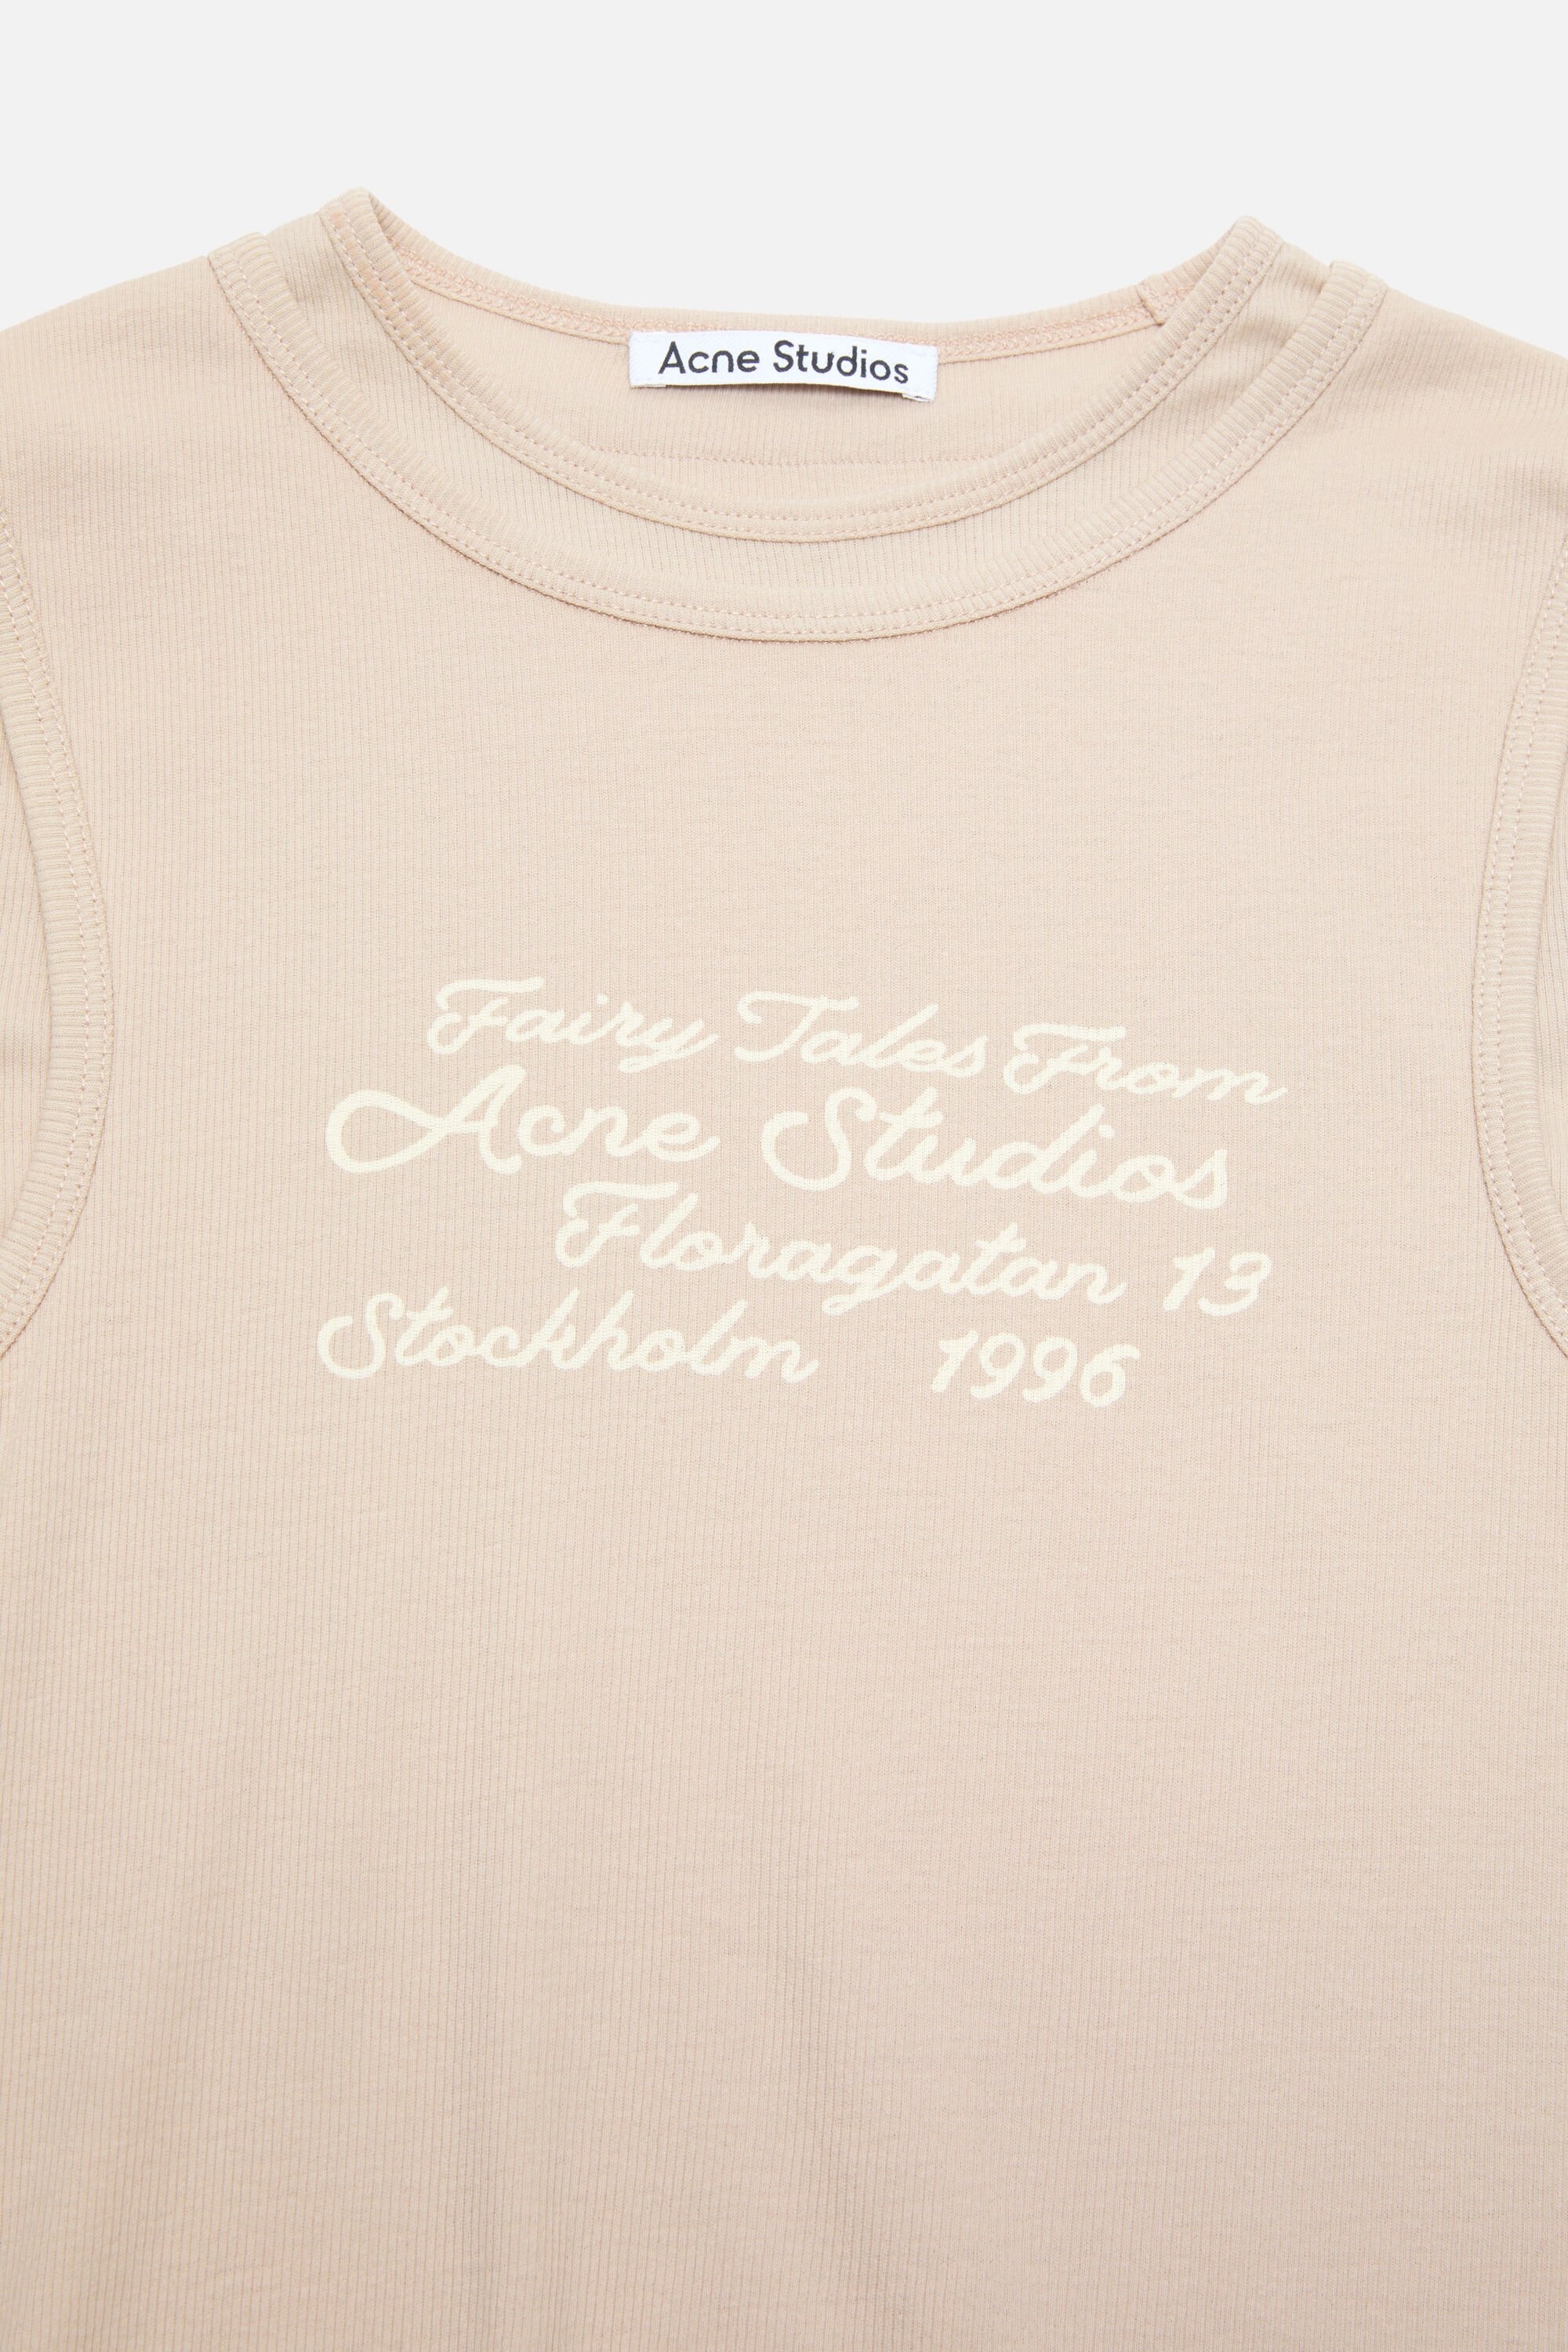 Acne Studios
Fairy Tales From
Acne Studios
Floragatan 13
Stockholm 1996